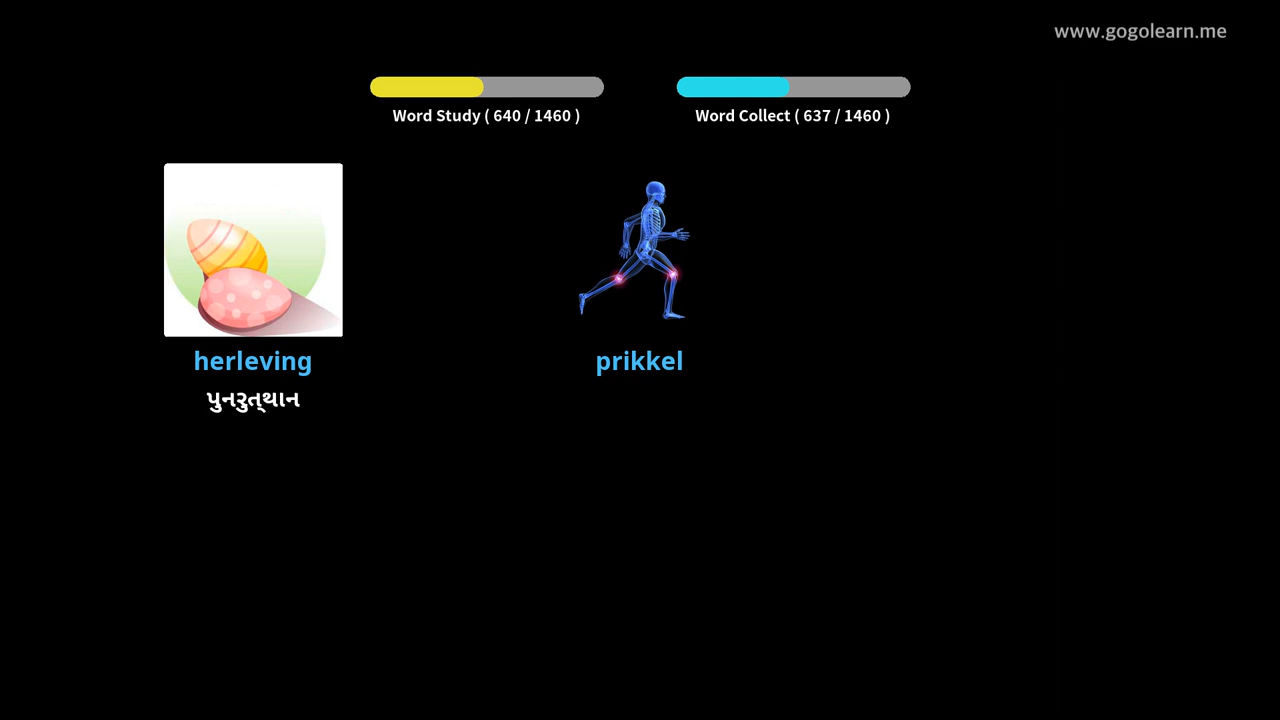 www.gogolearn.me
Word Study ( 640 / 1460 )
Word Collect ( 637 / 1460 )
herleving
prikkel
પુનરુત્થાન